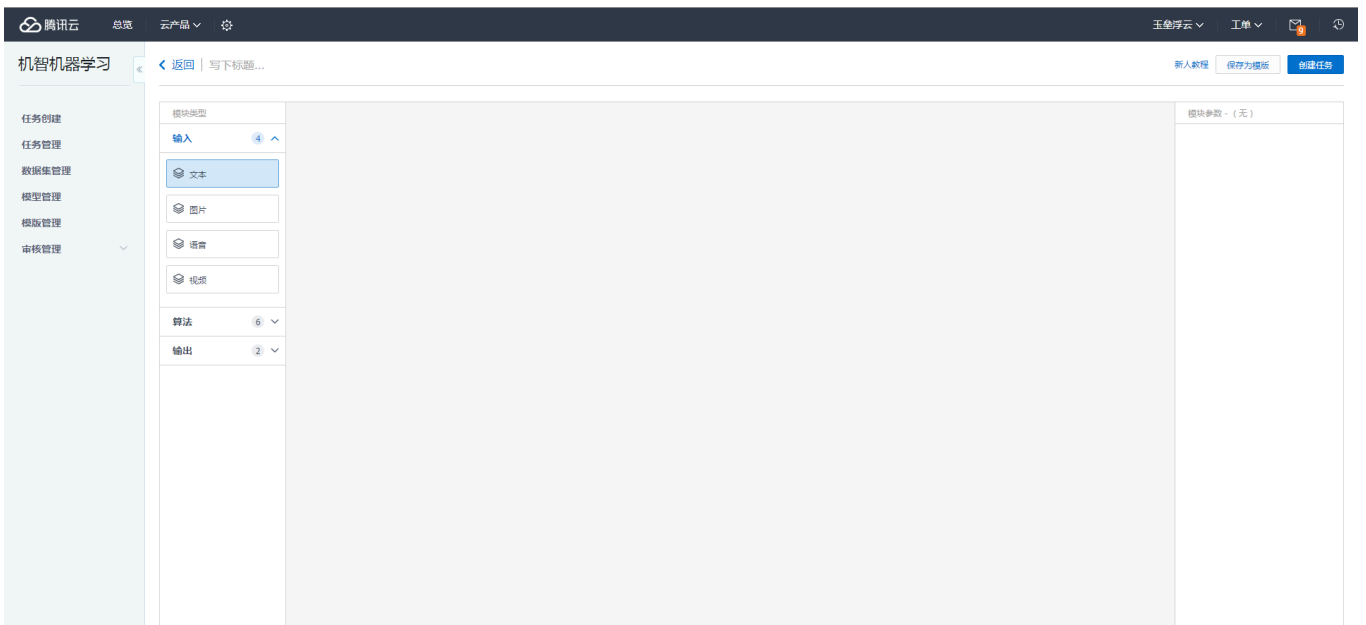 腾讯云 总览 云产品 玉垒浮云 工单 9
机智机器学习 « 返回 写下标题... 新人教程 保存为模版 创建任务
任务创建
任务管理
数据集管理
模型管理
模版管理
审核管理
模块类型
输入 4
文本
图片
语音
视频
算法 6
输出 2
模块参数 - ( 无 )